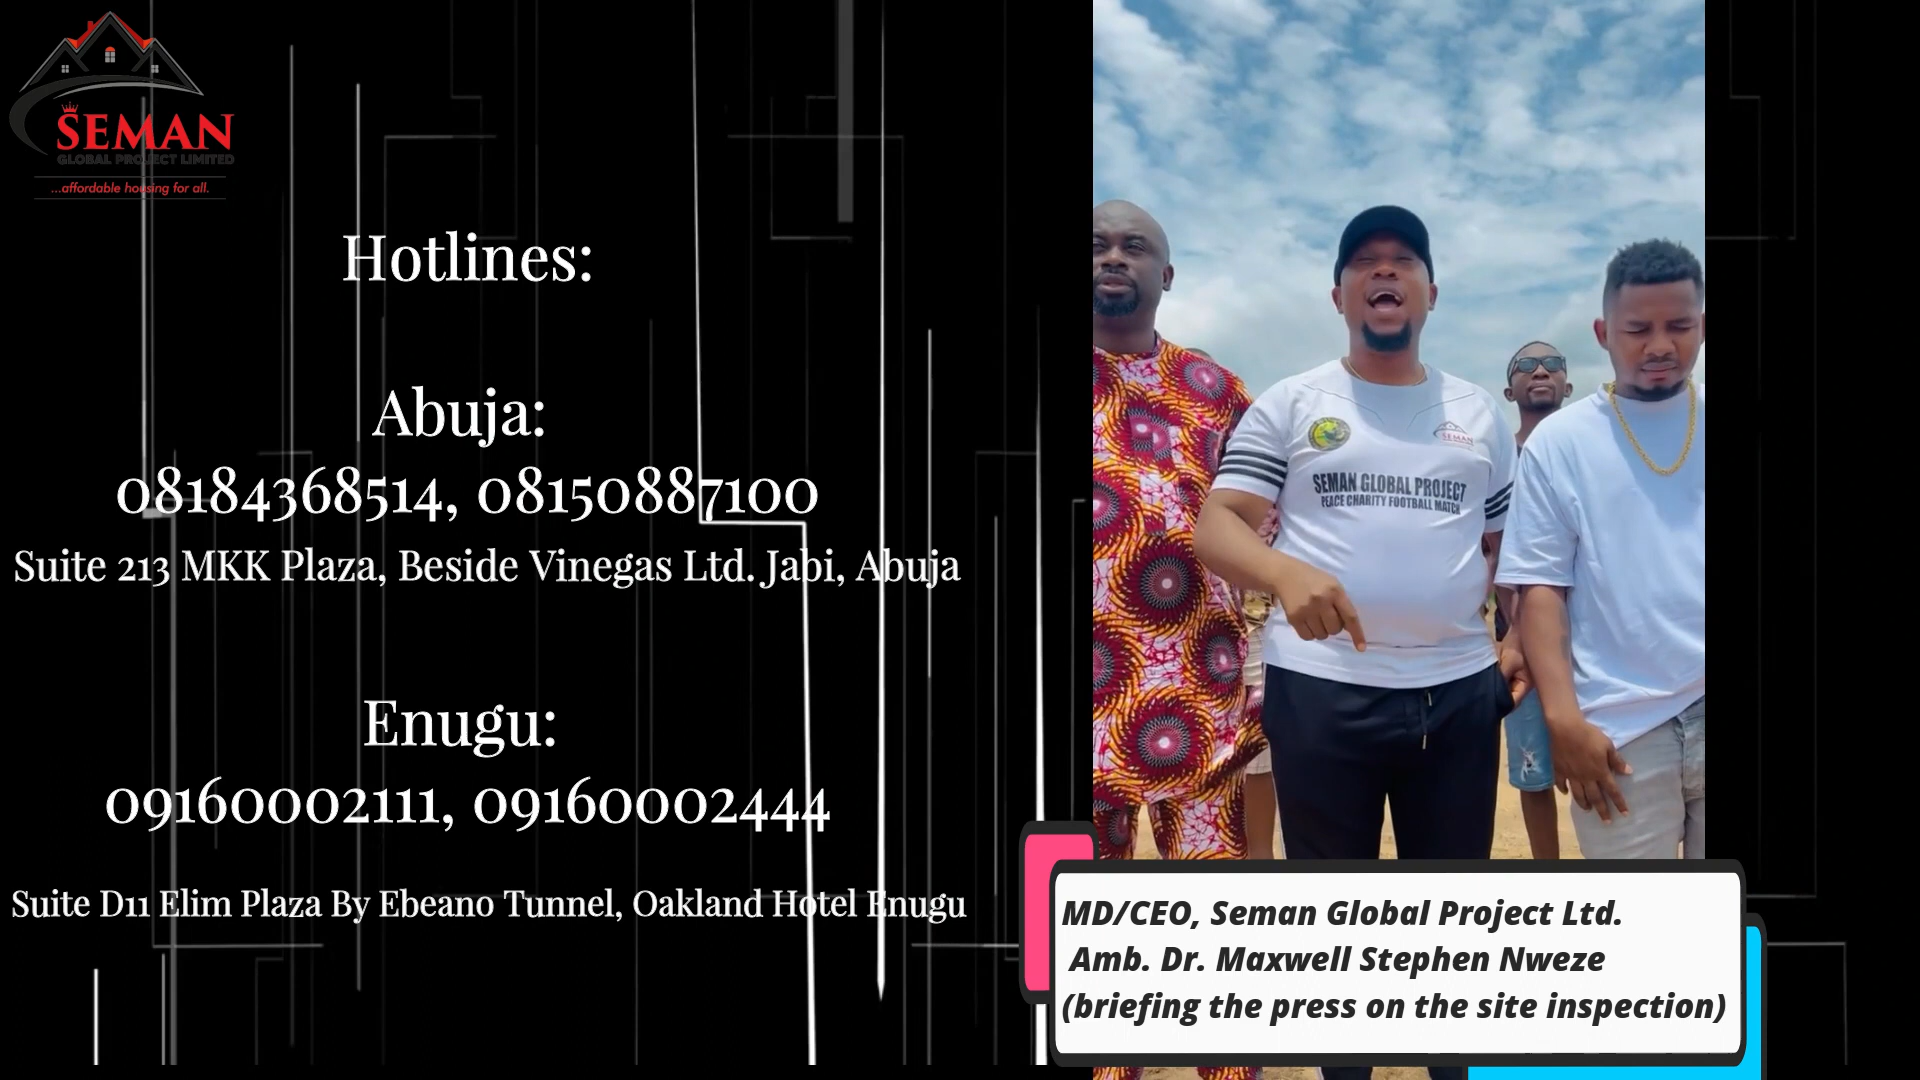 SEMAN
GLOBAL PROJECT LIMITED
...affordable housing for all.
Hotlines:
Abuja:
08184368514, 08150887100
Suite 213 MKK Plaza, Beside Vinegas Ltd. Jabi, Abuja
Enugu:
09160002111, 09160002444
Suite D11 Elim Plaza By Ebeano Tunnel, Oakland Hotel Enugu
SEMAN
SEMAN GLOBAL PROJECT
PEACE CHARITY FOOTBALL MATCH
MD/CEO, Seman Global Project Ltd.
Amb. Dr. Maxwell Stephen Nweze
(briefing the press on the site inspection)